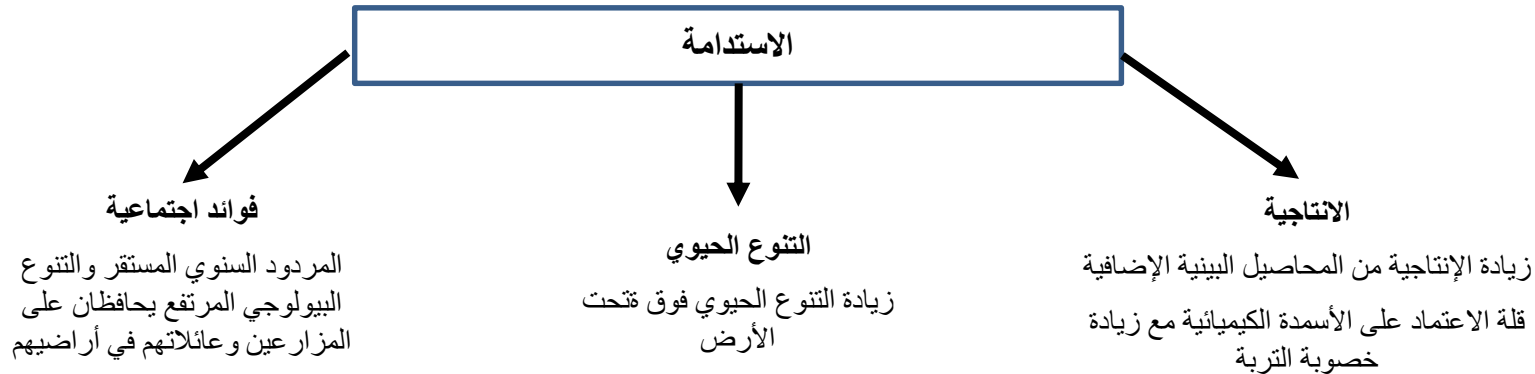 الاستدامة
الانتاجية
زيادة الإنتاجية من المحاصيل البينية الإضافية
قلة الاعتماد على الأسمدة الكيميائية مع زيادة
خصوبة التربة
التنوع الحيوي
زيادة التنوع الحيوي فوق ةتحت
الأرض
فوائد اجتماعية
المردود السنوي المستقر والتنوع
البيولوجي المرتفع يحافظان على
المزارعين وعائلاتهم في أراضيهم